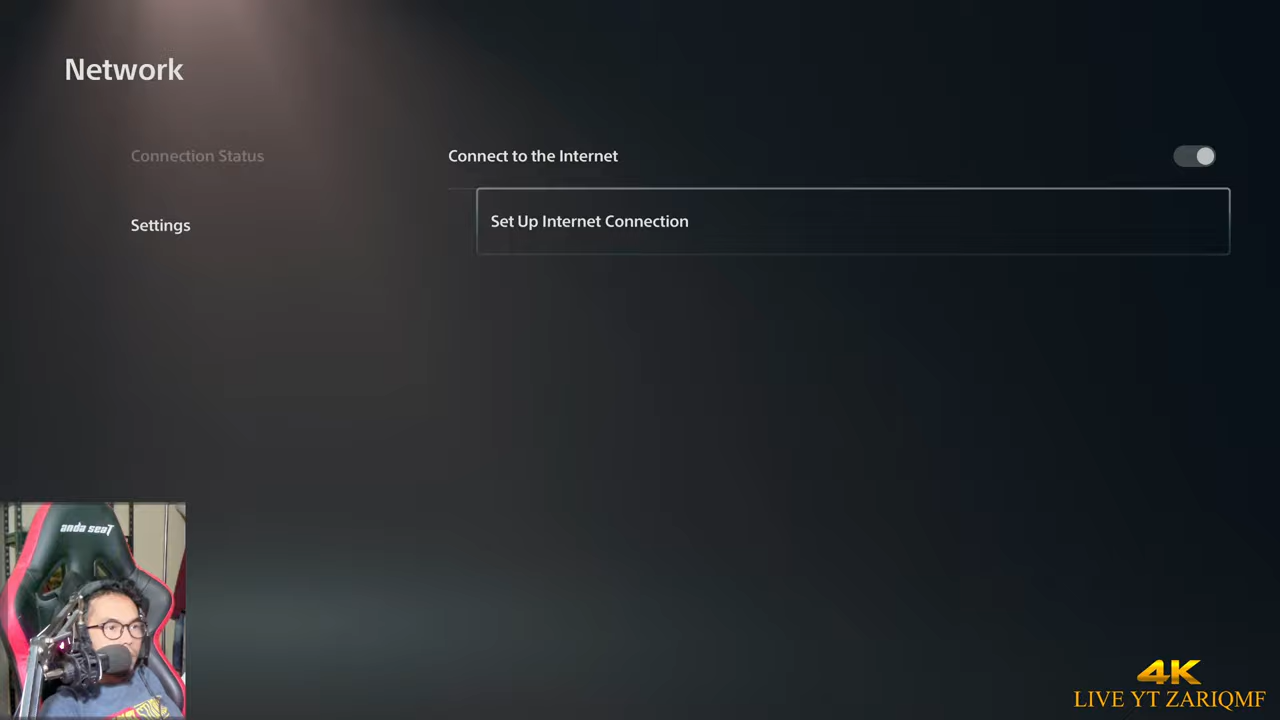 Network
Connection Status
Connect to the Internet
Settings
Set Up Internet Connection
anda seaT
4K
LIVE YT ZARIQMF